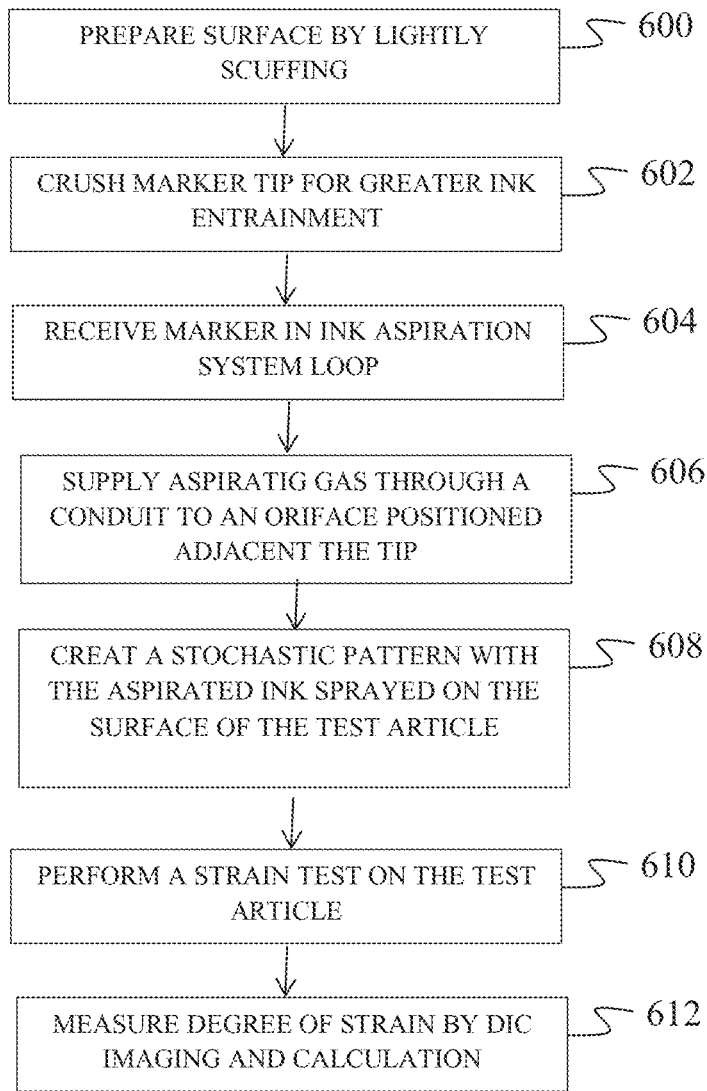 PREPARE SURFACE BY LIGHTLY
SCUFFING
600
CRUSH MARKER TIP FOR GREATER INK
ENTRAINMENT
602
RECEIVE MARKER IN INK ASPIRATION
SYSTEM LOOP
604
SUPPLY ASPIRATIG GAS THROUGH A
CONDUIT TO AN ORIFACE POSITIONED
ADJACENT THE TIP
606
CREAT A STOCHASTIC PATTERN WITH
THE ASPIRATED INK SPRAYED ON THE
SURFACE OF THE TEST ARTICLE
608
PERFORM A STRAIN TEST ON THE TEST
ARTICLE
610
MEASURE DEGREE OF STRAIN BY DIC
IMAGING AND CALCULATION
612